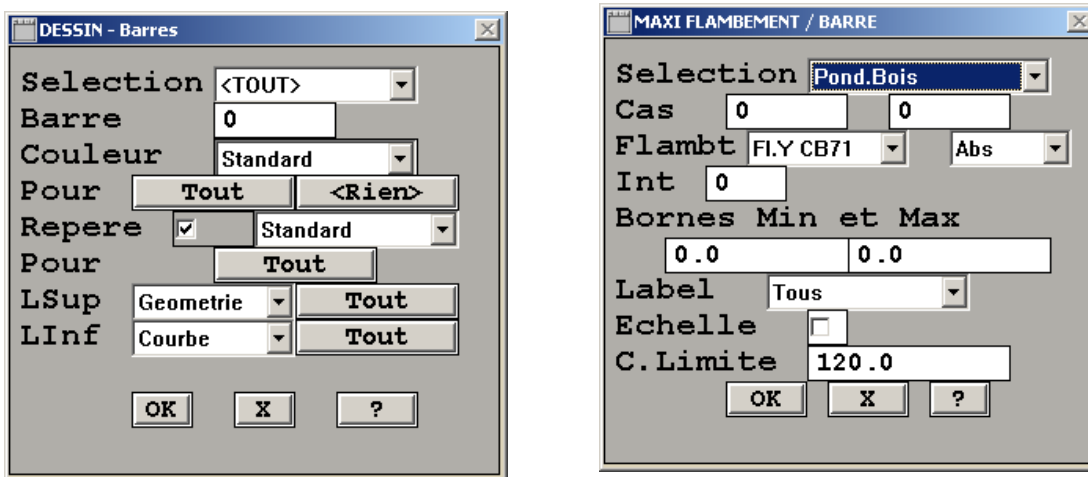 DESSIN - Barres
Selection <TOUT>
Barre 0
Couleur Standard
Pour Tout <Rien>
Repere Standard
Pour Tout
LSup Geometrie Tout
LInf Courbe Tout
OK X ?
MAXI FLAMBEMENT / BARRE
Selection Pond.Bois
Cas 0 0
Flambt Fl.Y CB71 Abs
Int 0
Bornes Min et Max
0.0 0.0
Label Tous
Echelle
C.Limite 120.0
OK X ?